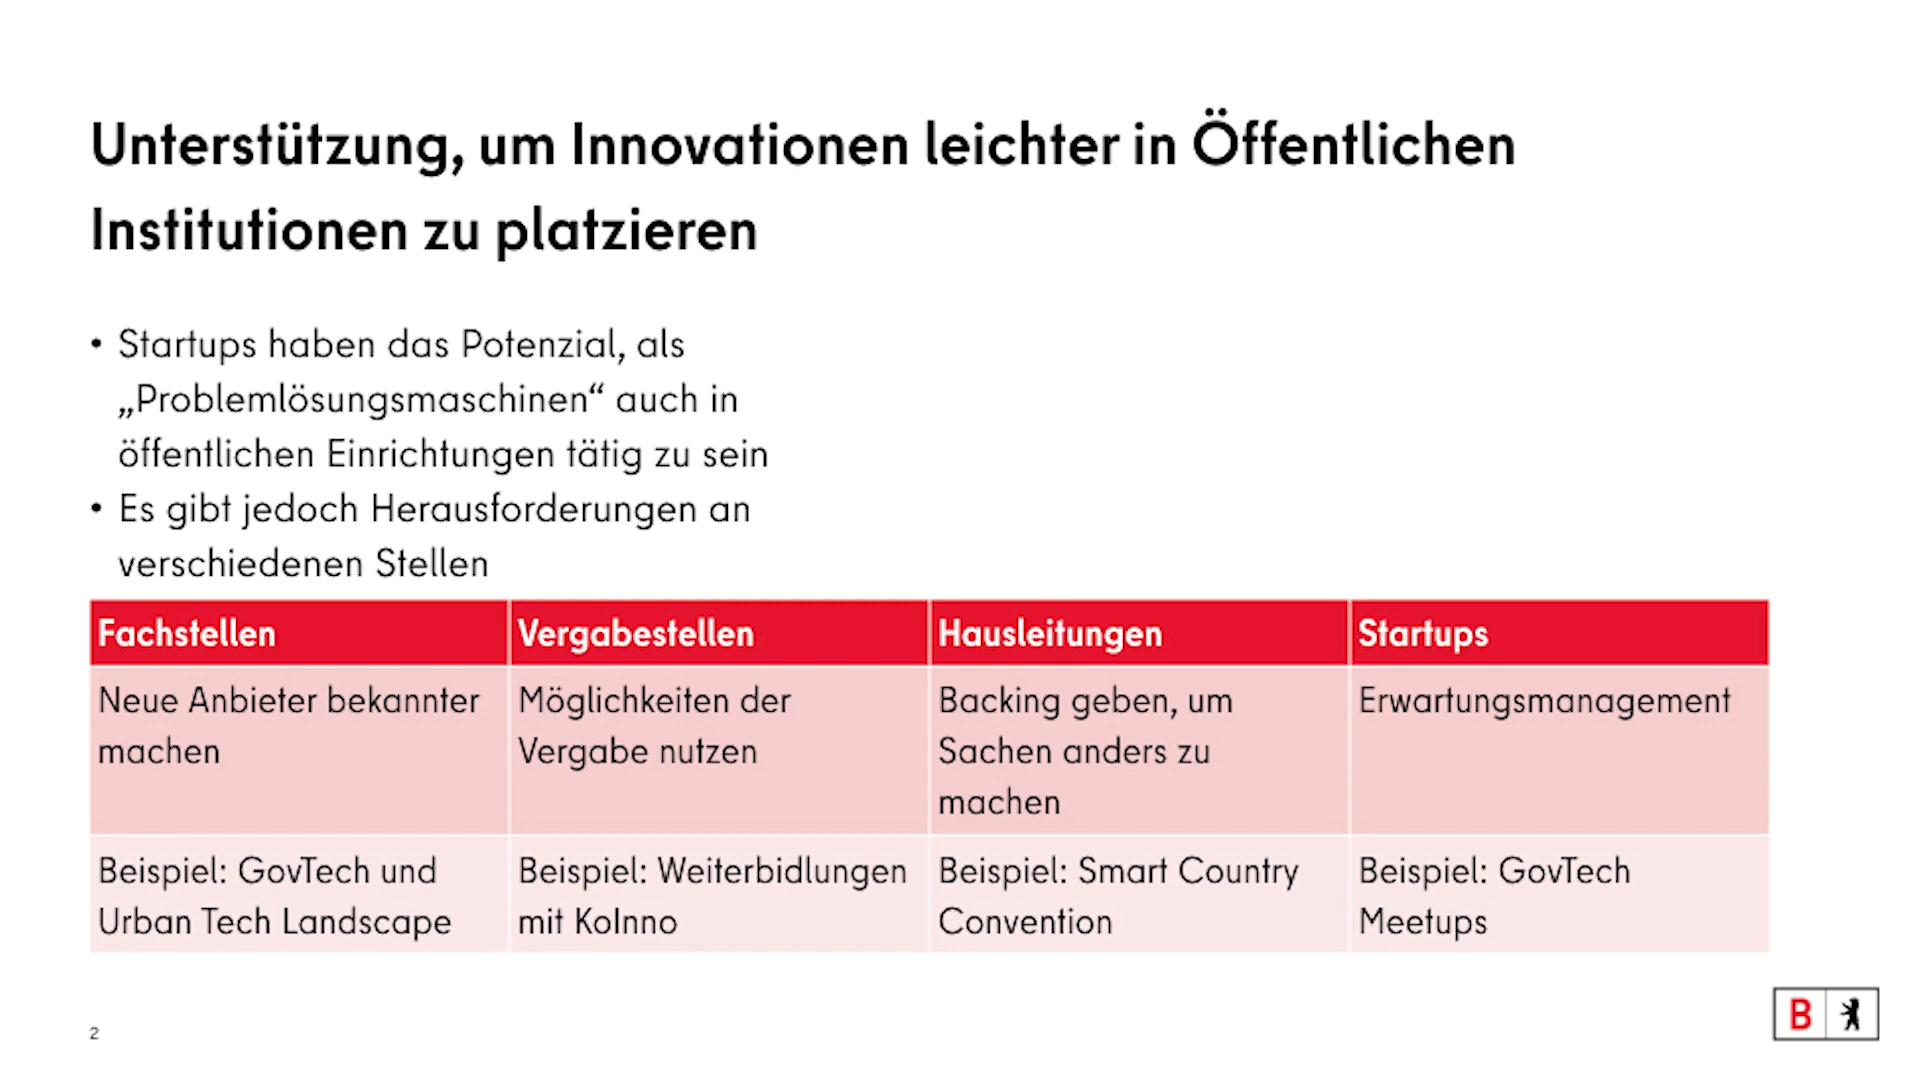 Unterstützung, um Innovationen leichter in Öffentlichen
Institutionen zu platzieren
• Startups haben das Potenzial, als
„Problemlösungsmaschinen“ auch in
öffentlichen Einrichtungen tätig zu sein
• Es gibt jedoch Herausforderungen an
verschiedenen Stellen
Fachstellen
Vergabestellen
Hausleitungen
Startups
Neue Anbieter bekannter
machen
Möglichkeiten der
Vergabe nutzen
Backing geben, um
Sachen anders zu
machen
Erwartungsmanagement
Beispiel: GovTech und
Urban Tech Landscape
Beispiel: Weiterbidlungen
mit KoInno
Beispiel: Smart Country
Convention
Beispiel: GovTech
Meetups
2
B